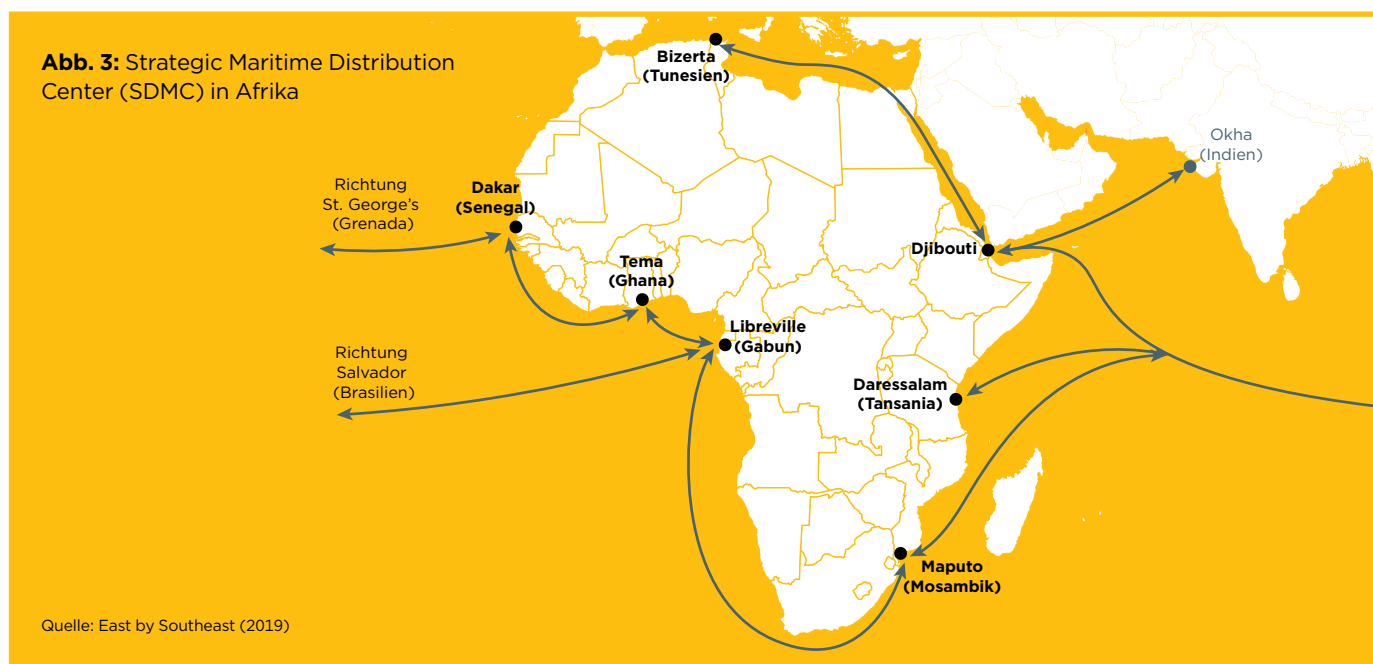 Abb. 3: Strategic Maritime Distribution
Center (SDMC) in Afrika
Bizerta
(Tunesien)
Okha
(Indien)
Richtung
St. George's
(Grenada)
Dakar
(Senegal)
Djibouti
Tema
(Ghana)
Libreville
(Gabun)
Richtung
Salvador
(Brasilien)
Daressalam
(Tansania)
Maputo
(Mosambik)
Quelle: East by Southeast (2019)